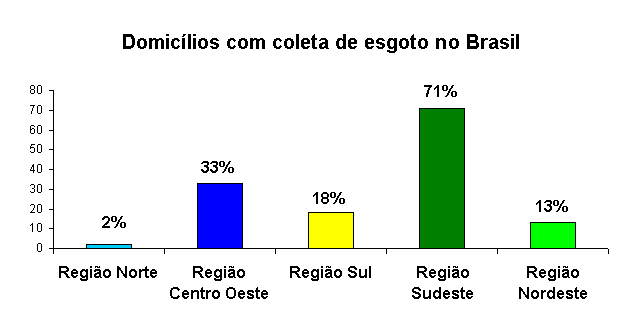 Domicílios com coleta de esgoto no Brasil
80
70
60
50
40
30
20
10
0
2%
33%
18%
71%
13%
Região Norte
Região
Centro Oeste
Região Sul
Região
Sudeste
Região
Nordeste